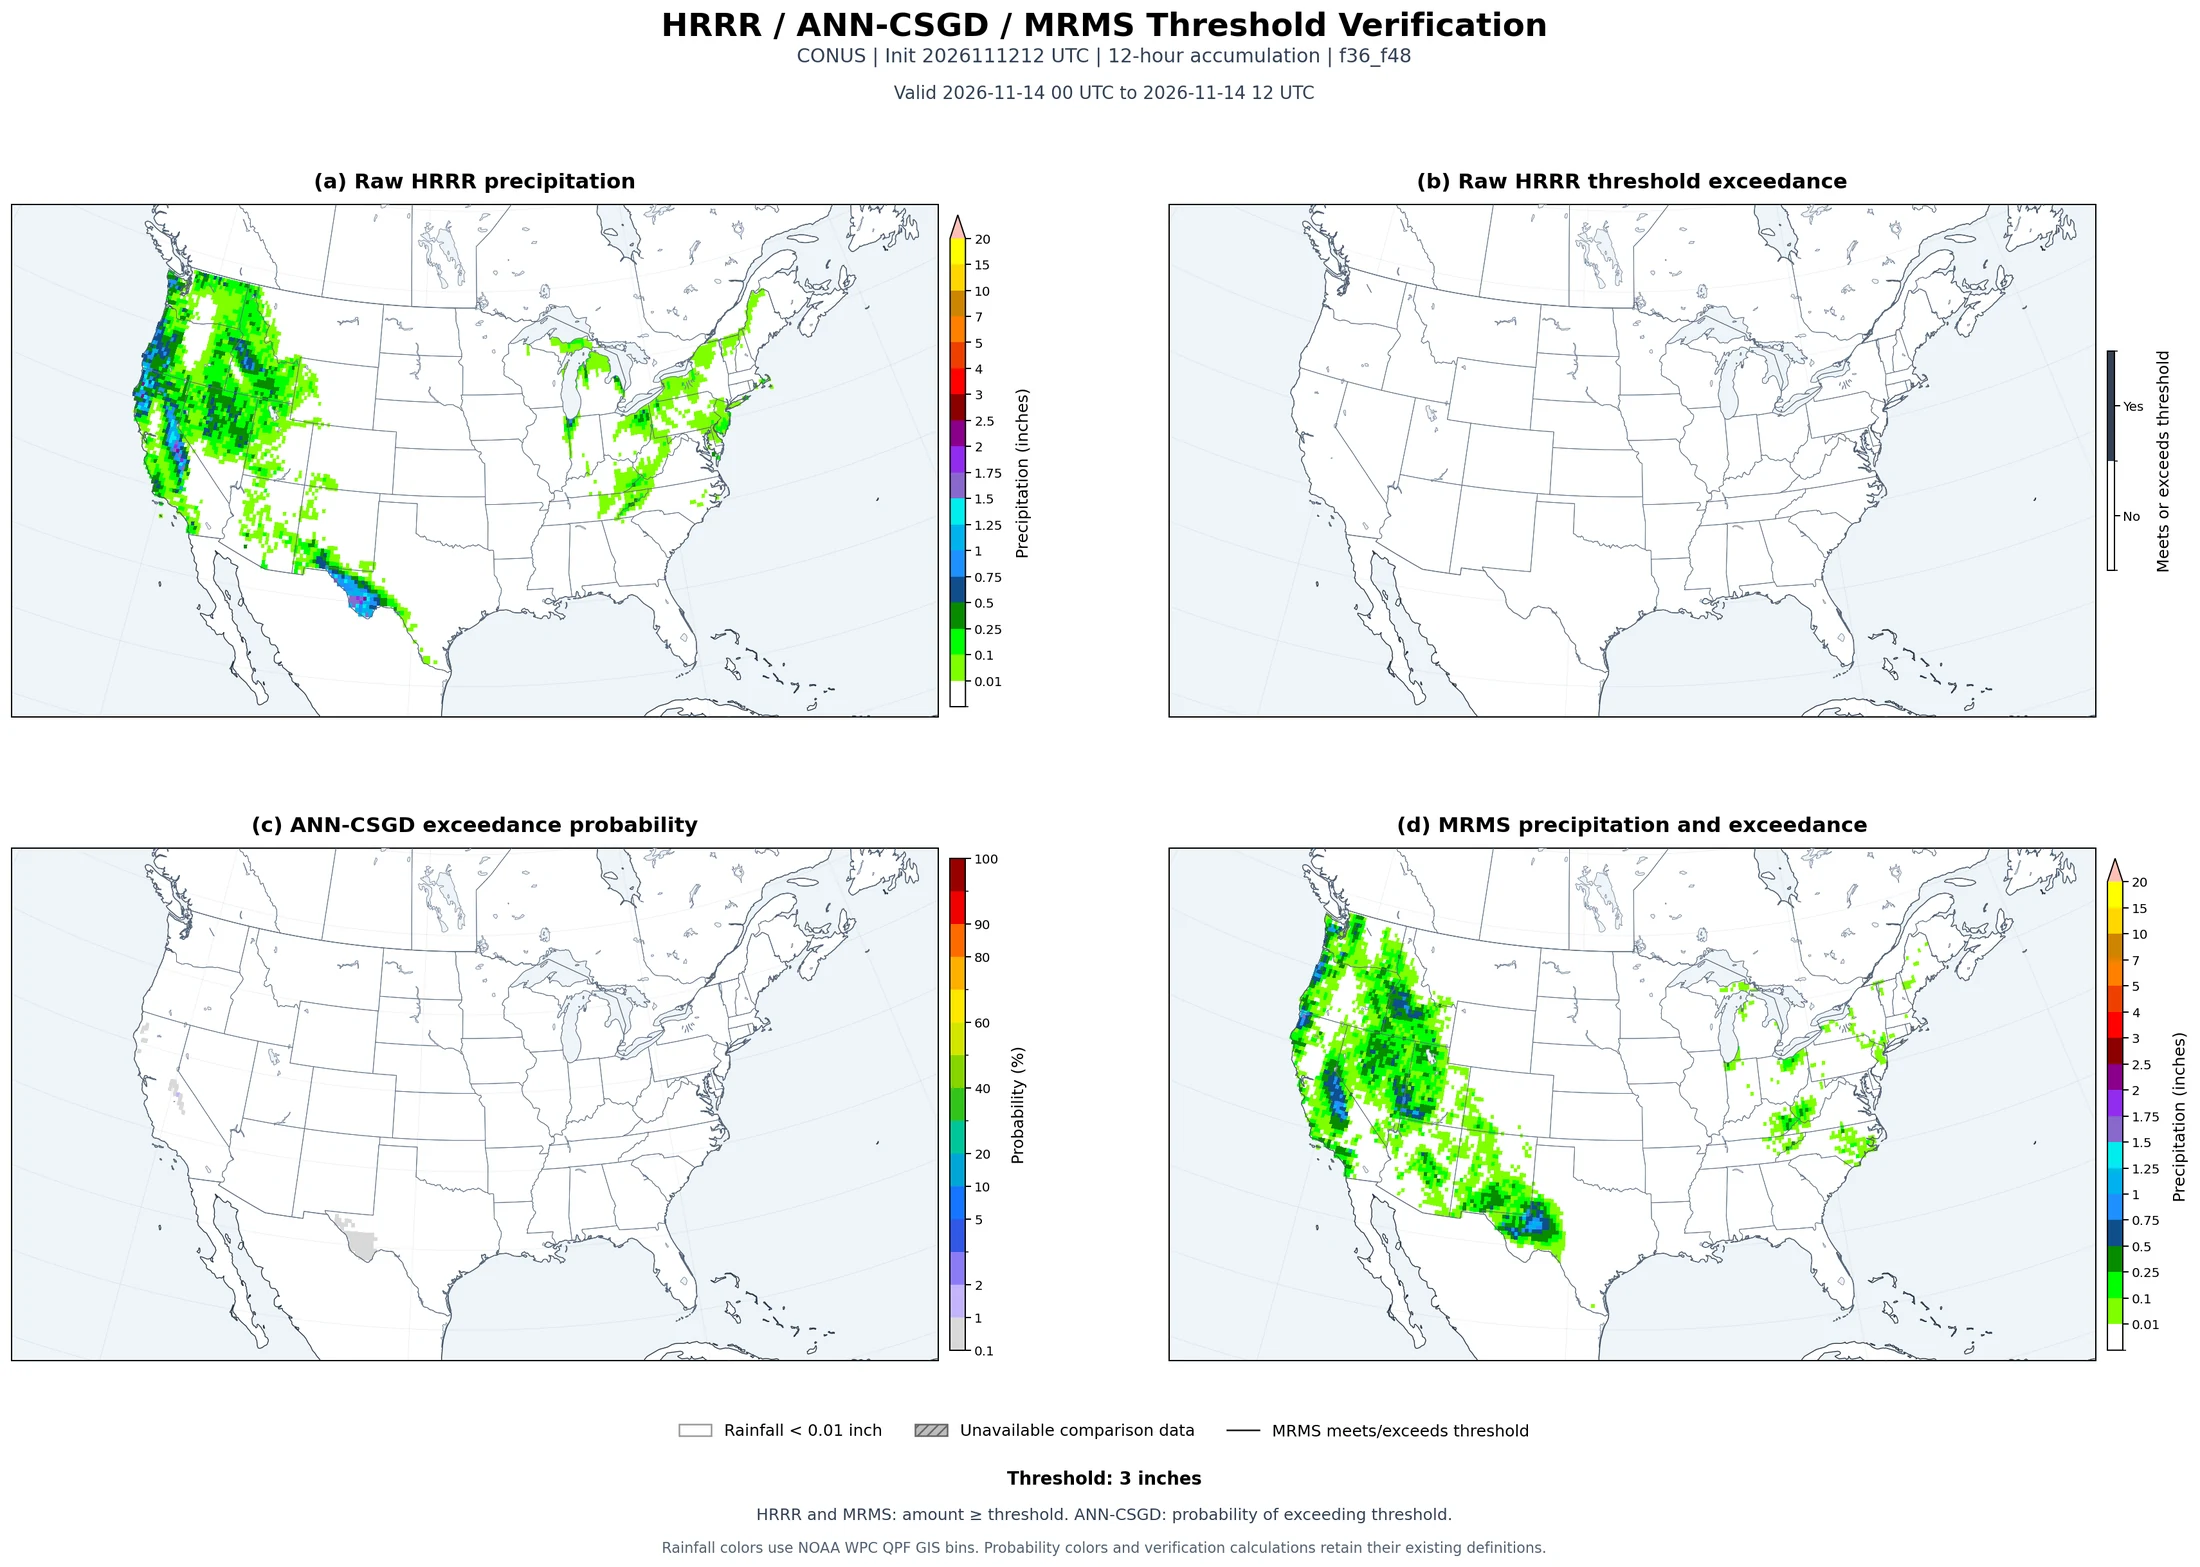 HRRR / ANN-CSGD / MRMS Threshold Verification
CONUS | Init 2026111212 UTC | 12-hour accumulation | f36_f48
Valid 2026-11-14 00 UTC to 2026-11-14 12 UTC
(a) Raw HRRR precipitation
20
15
10
7
5
4
3
2.5
2
1.75
1.5
1.25
1
0.75
0.5
0.25
0.1
0.01
Precipitation (inches)
(b) Raw HRRR threshold exceedance
Yes
No
Meets or exceeds threshold
(c) ANN-CSGD exceedance probability
100
90
80
60
40
20
10
5
2
1
0.1
Probability (%)
(d) MRMS precipitation and exceedance
20
15
10
7
5
4
3
2.5
2
1.75
1.5
1.25
1
0.75
0.5
0.25
0.1
0.01
Precipitation (inches)
Rainfall < 0.01 inch
Unavailable comparison data
MRMS meets/exceeds threshold
Threshold: 3 inches
HRRR and MRMS: amount ≥ threshold. ANN-CSGD: probability of exceeding threshold.
Rainfall colors use NOAA WPC QPF GIS bins. Probability colors and verification calculations retain their existing definitions.